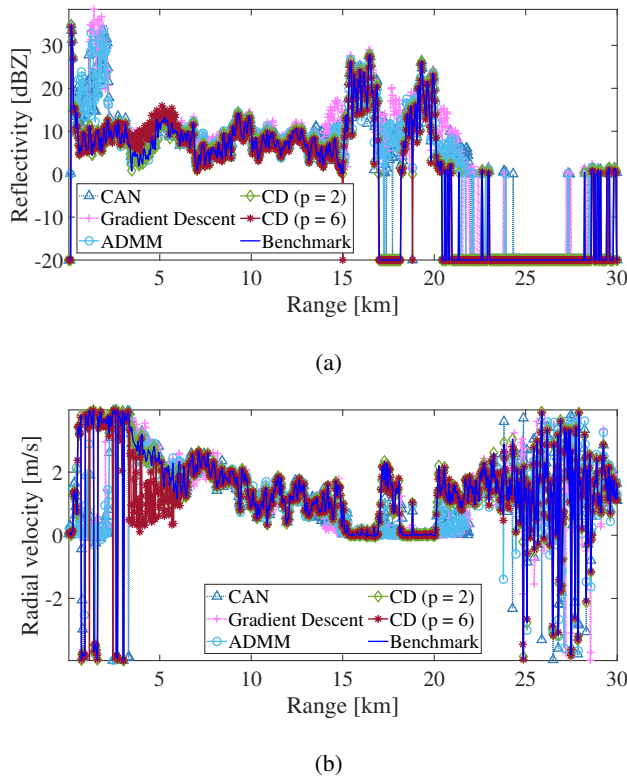 (a)
Reflectivity [dBZ]
30
20
10
0
-10
-20
CAN
Gradient Descent
ADMM
CD (p = 2)
CD (p = 6)
Benchmark
5 10 15 20 25 30
Range [km]
(a)
Radial velocity [m/s]
2
0
-2
CAN
Gradient Descent
ADMM
CD (p = 2)
CD (p = 6)
Benchmark
5 10 15 20 25 30
Range [km]
(b)